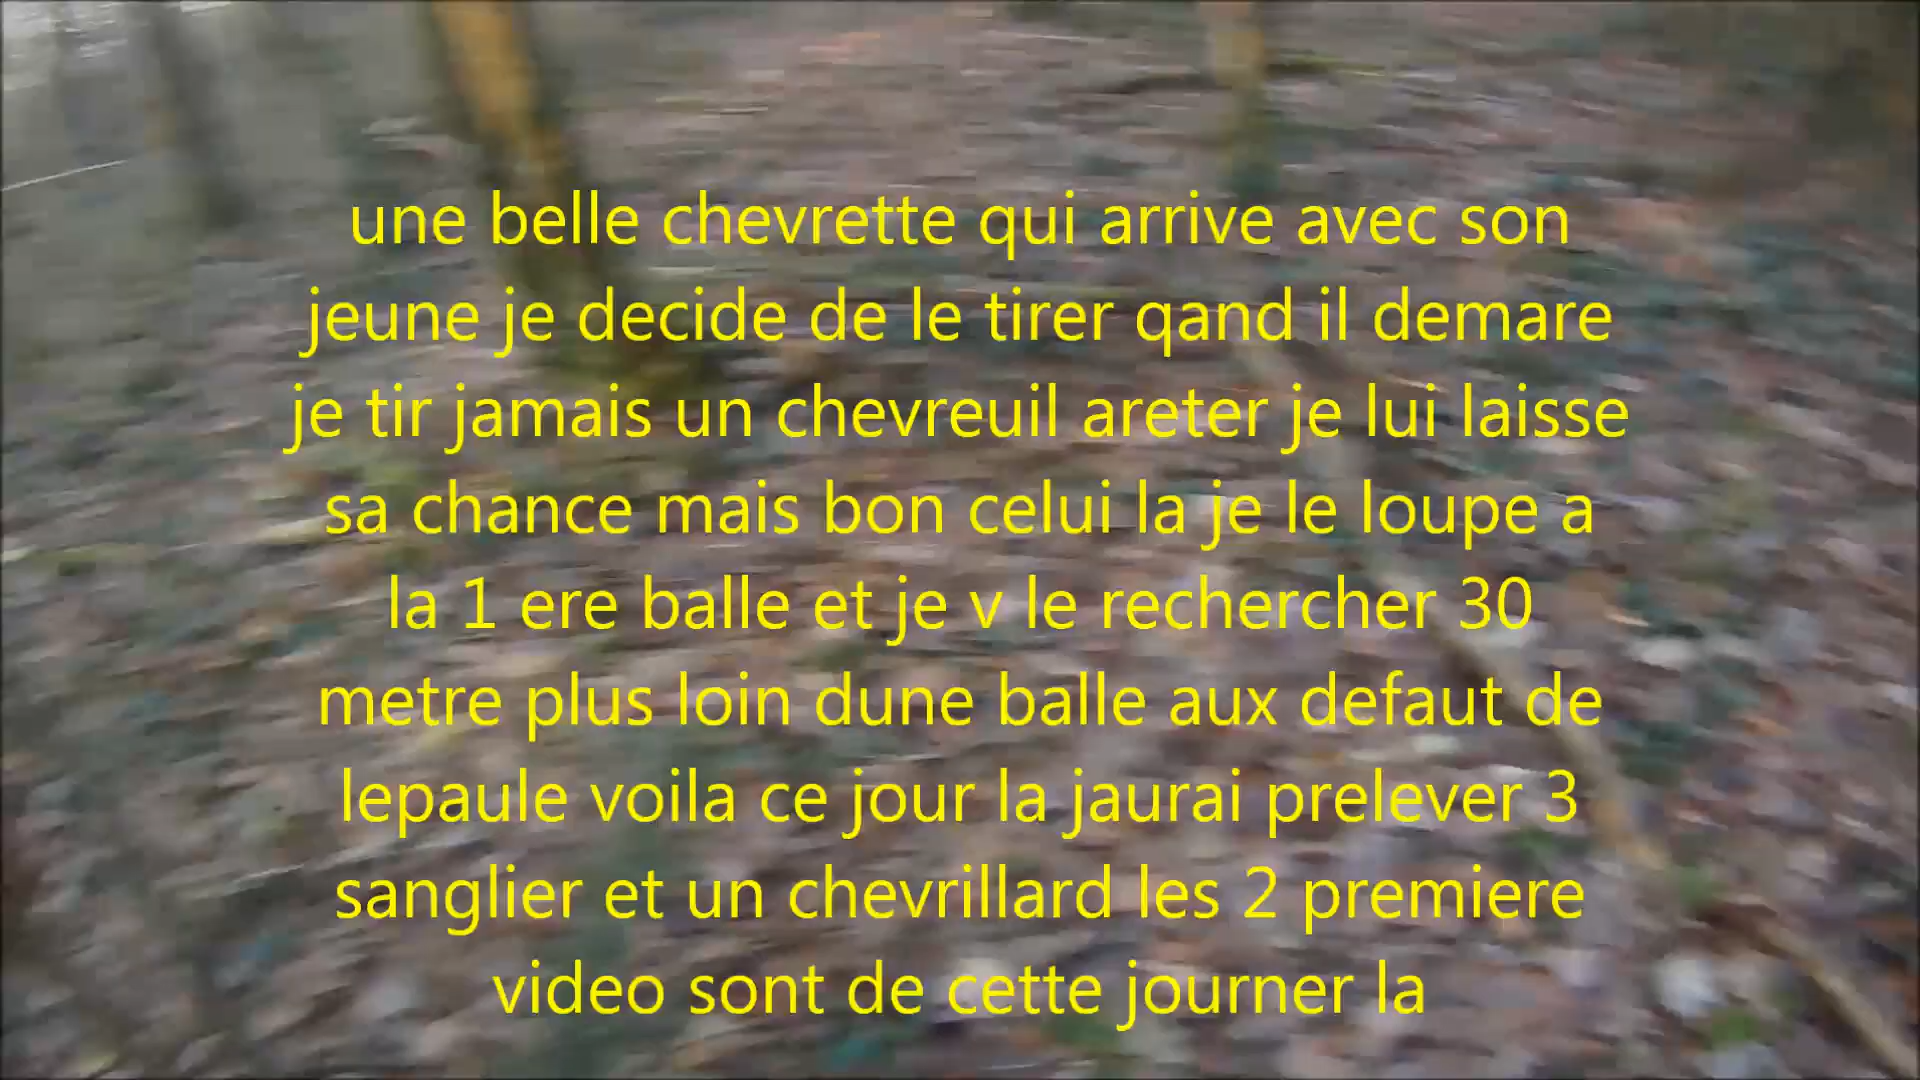 une belle chevrette qui arrive avec son
jeune je decide de le tirer qand il demare
je tir jamais un chevreuil areter je lui laisse
sa chance mais bon celui la je le loupe a
la 1 ere balle et je v le rechercher 30
metre plus loin dune balle aux defaut de
lepaule voila ce jour la jaurai prelever 3
sanglier et un chevrillard les 2 premiere
video sont de cette journer la